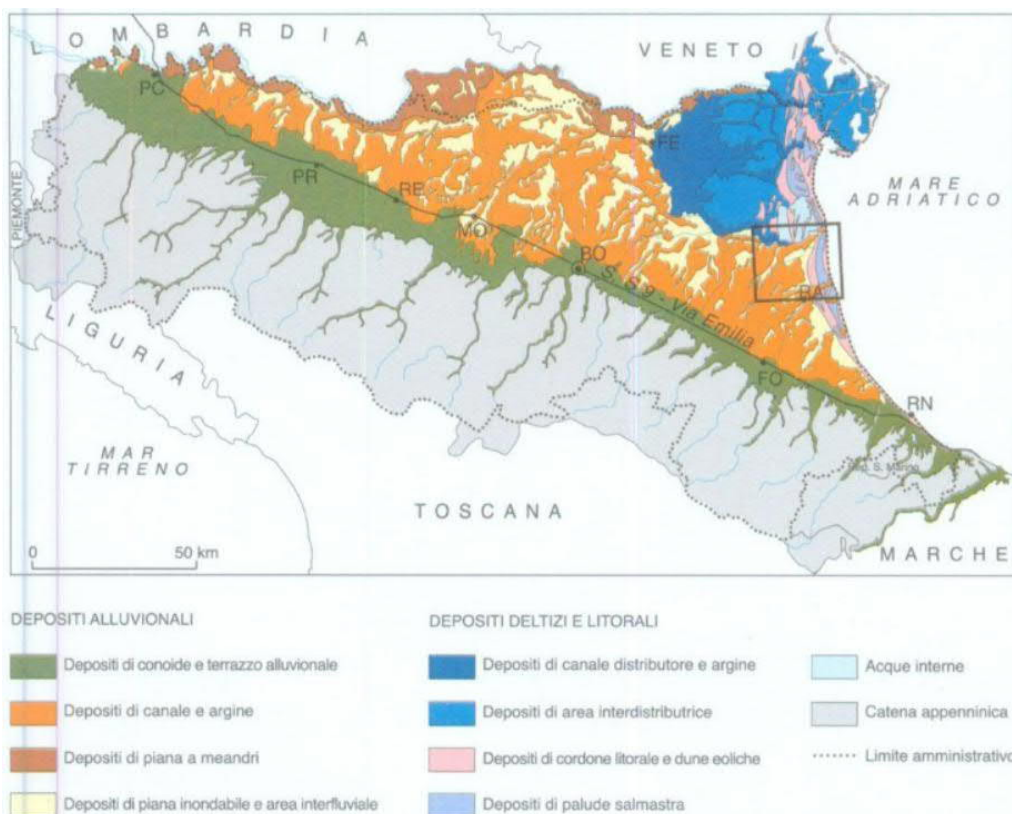 LOMBARDIA
VENETO
PC
FE
PIEMONTE
PR
RE
MARE
ADRIATICO
MO
BO
RA
S.S.9 - Via Emilia
LIGURIA
FO
RN
MAR
TIRRENO
Rep. S. Marino
TOSCANA
MARCHE
0 50 km
DEPOSITI ALLUVIONALI
Depositi di conoide e terrazzo alluvionale
Depositi di canale e argine
Depositi di piana a meandri
Depositi di piana inondabile e area interfluviale
DEPOSITI DELTIZI E LITORALI
Depositi di canale distributore e argine
Depositi di area interdistributrice
Depositi di cordone litorale e dune eoliche
Depositi di palude salmastra
Acque interne
Catena appenninica
Limite amministrativo